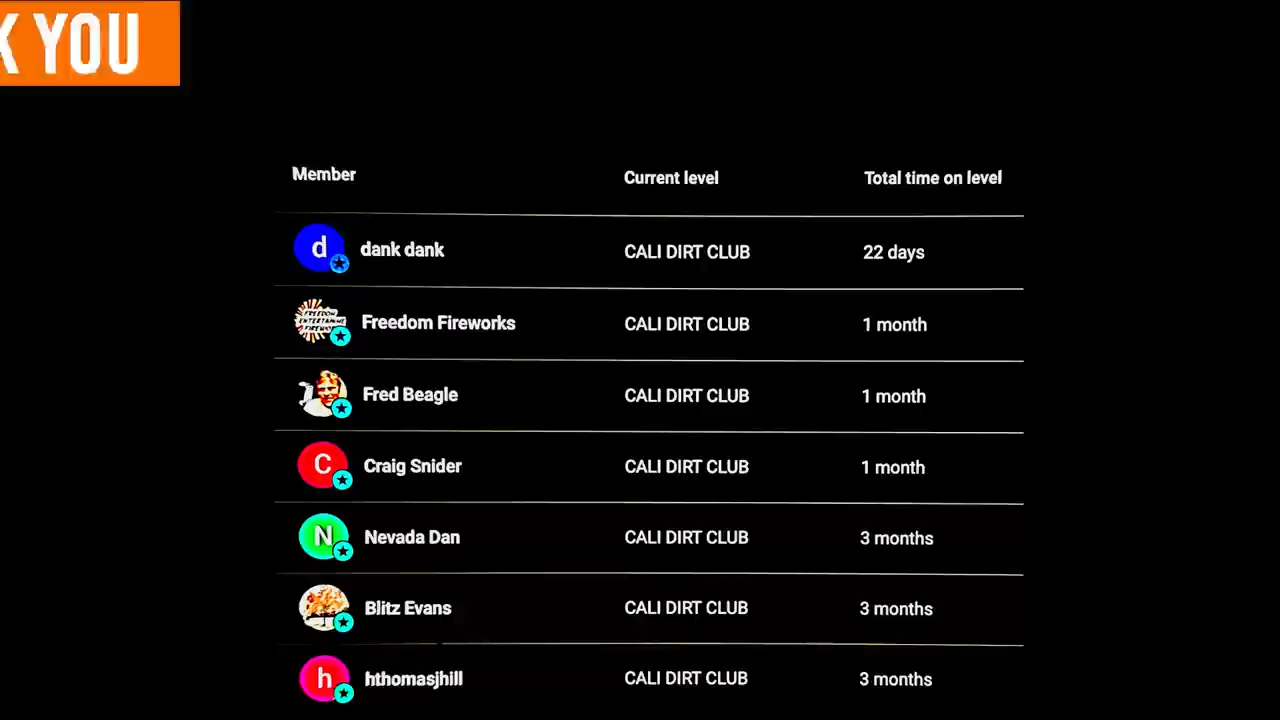 K YOU
Member Current level Total time on level
d dank dank CALI DIRT CLUB 22 days
FREEDOM
Freedom Fireworks CALI DIRT CLUB 1 month
Fred Beagle CALI DIRT CLUB 1 month
C Craig Snider CALI DIRT CLUB 1 month
N Nevada Dan CALI DIRT CLUB 3 months
Blitz Evans CALI DIRT CLUB 3 months
h hthomasjhill CALI DIRT CLUB 3 months